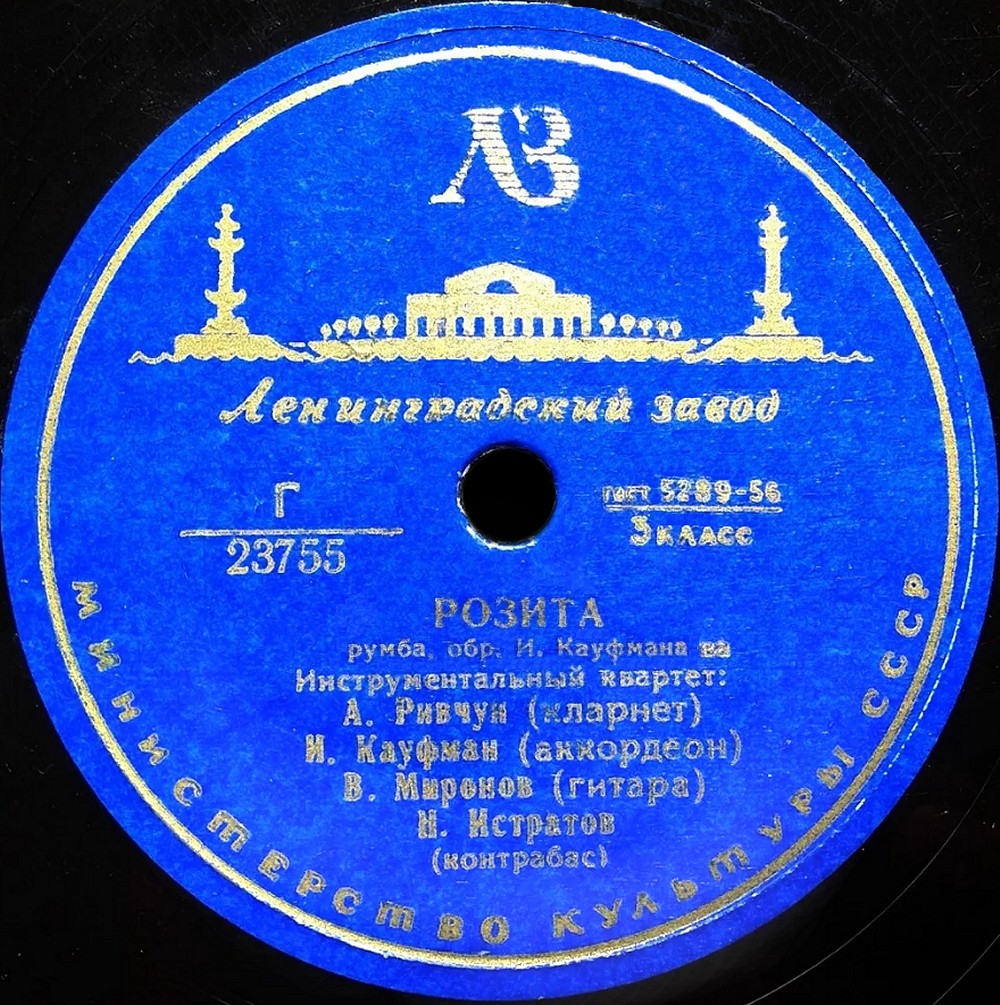 ЛЗ
Ленинградский завод
Г
23755
ГОСТ 5289-56
3 КЛАСС
РОЗИТА
румба, обр. И. Кауфмана
Инструментальный квартет:
А. Ривчун (кларнет)
И. Кауфман (аккордеон)
В. Миронов (гитара)
Н. Истратов
(контрабас)
МИНИСТЕРСТВО КУЛЬТУРЫ СССР